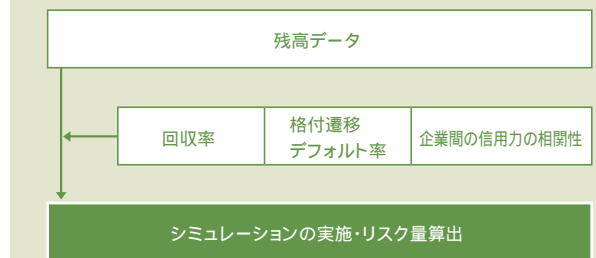 残高データ
回収率
格付遷移
デフォルト率
企業間の信用力の相関性
シミュレーションの実施・リスク量算出